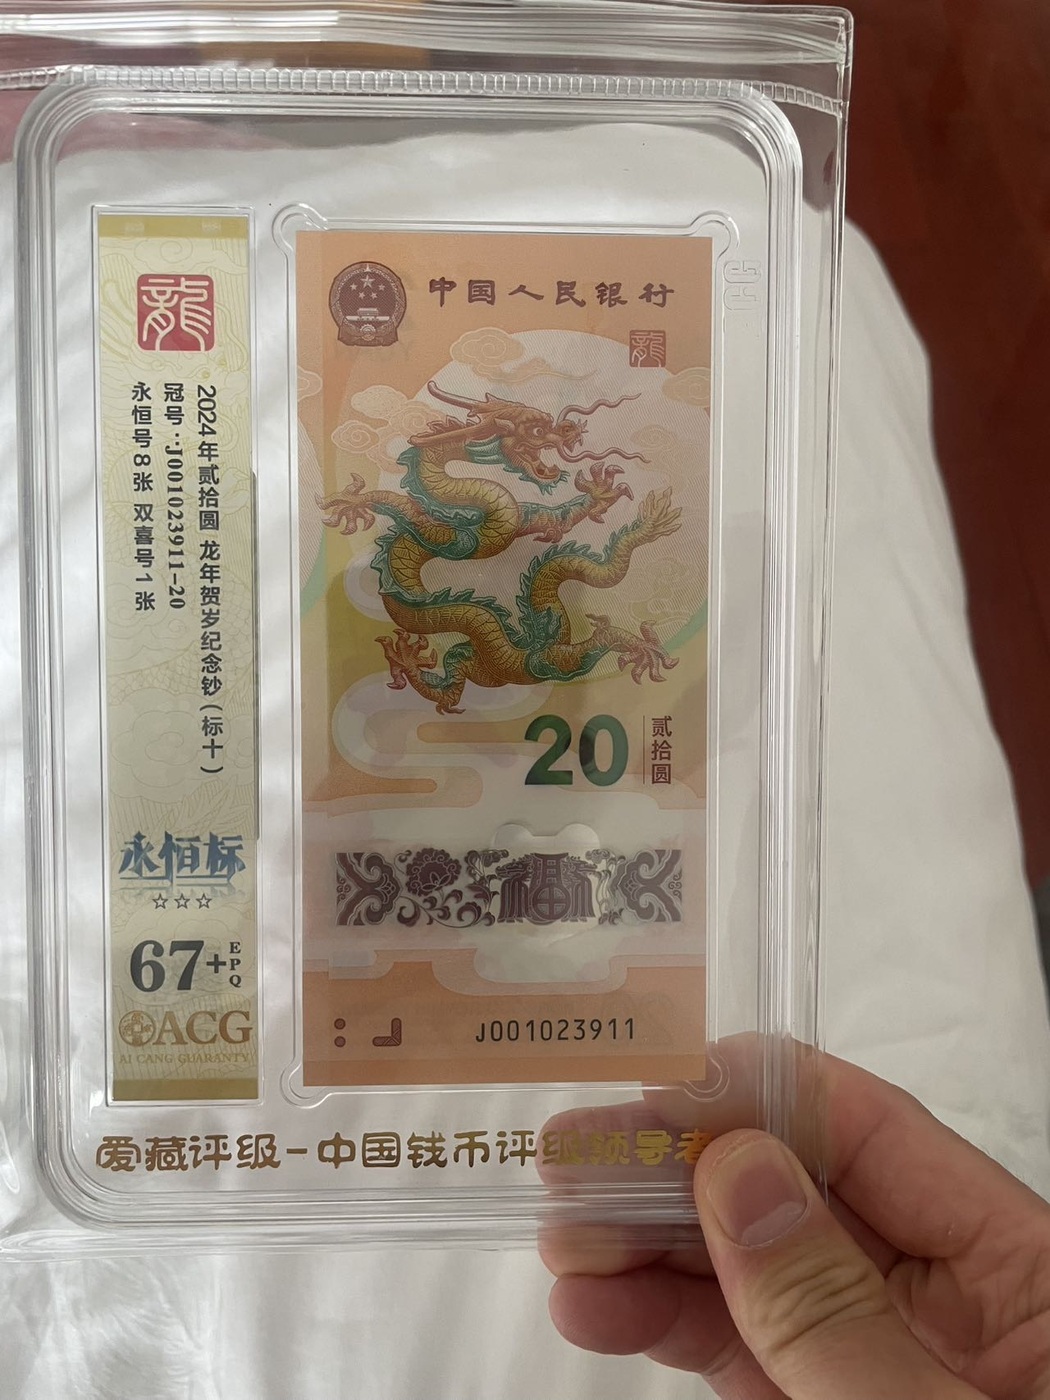 龍
2024年贰拾圆 龙年贺岁纪念钞(标十)
冠号:J001023911-20
永恒号8张 双喜号1张
永恒标
☆☆☆
67+EPQ
ACG
AI CANG GUARANTY
中国人民银行
龍
20
贰拾圆
福
J001023911
爱藏评级-中国钱币评级领导者